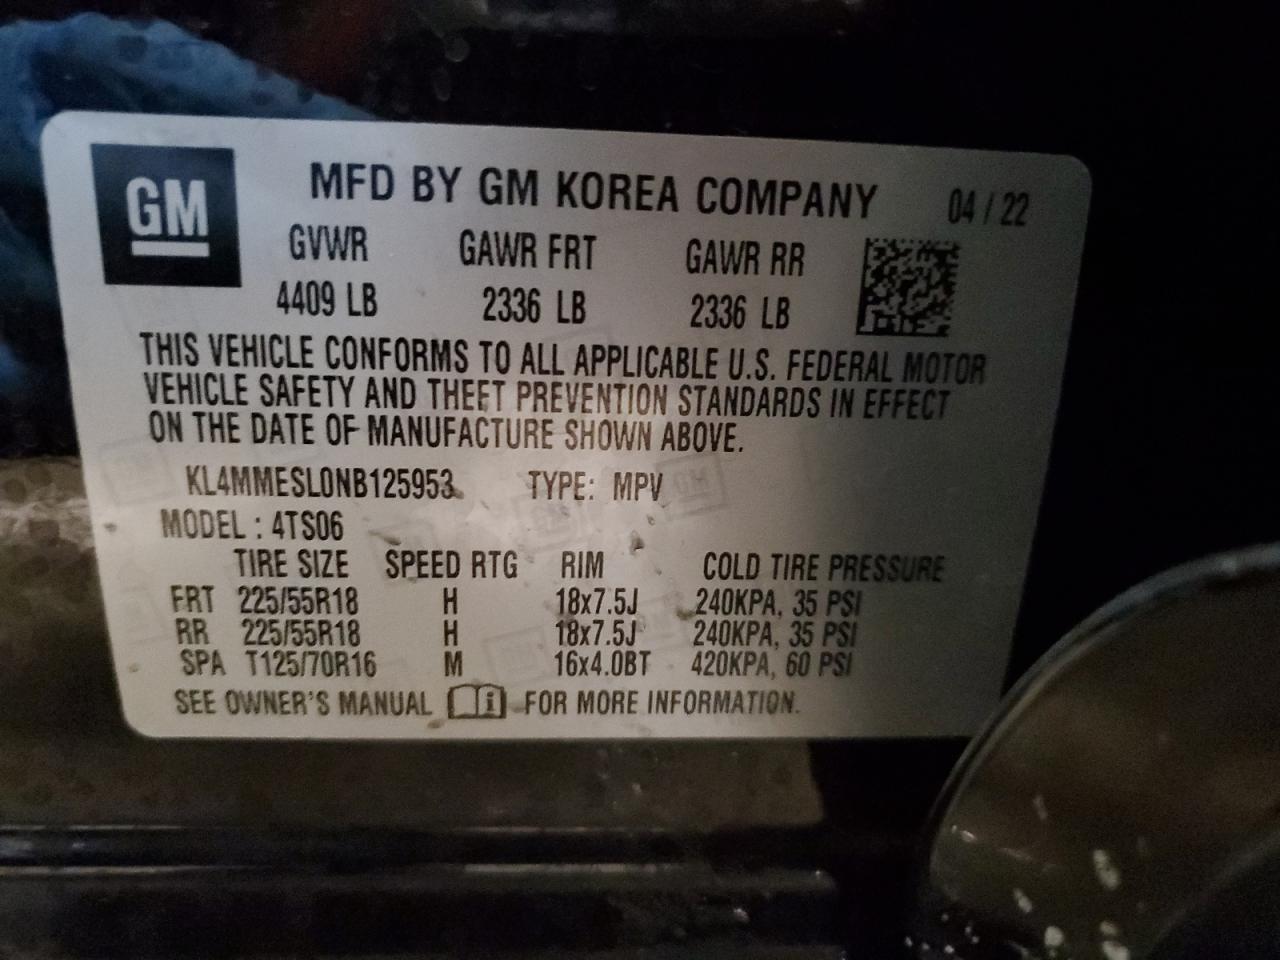 GM
MFD BY GM KOREA COMPANY 04 / 22
GVWR GAWR FRT GAWR RR
4409 LB 2336 LB 2336 LB
THIS VEHICLE CONFORMS TO ALL APPLICABLE U.S. FEDERAL MOTOR
VEHICLE SAFETY AND THEFT PREVENTION STANDARDS IN EFFECT
ON THE DATE OF MANUFACTURE SHOWN ABOVE.
KL4MMESL0NB125953 TYPE: MPV
MODEL : 4TS06
TIRE SIZE SPEED RTG RIM COLD TIRE PRESSURE
FRT 225/55R18 H 18x7.5J 240KPA, 35 PSI
RR 225/55R18 H 18x7.5J 240KPA, 35 PSI
SPA T125/70R16 M 16x4.0BT 420KPA, 60 PSI
SEE OWNER'S MANUAL i FOR MORE INFORMATION.